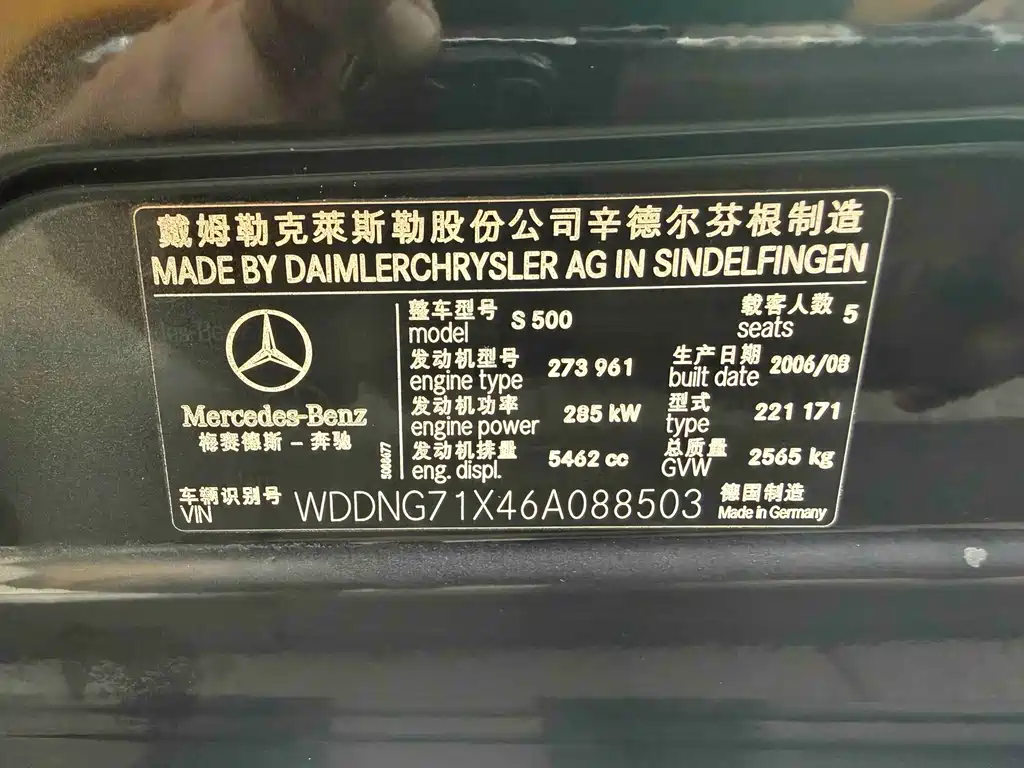 戴姆勒克莱斯勒股份公司辛德尔芬根制造
MADE BY DAIMLERCHRYSLER AG IN SINDELFINGEN
Mercedes-Benz
梅赛德斯－奔驰
整车型号 S 500 载客人数 5
model seats
发动机型号 273 961 生产日期 2006/08
engine type built date
发动机功率 285 kW 型式 221 171
engine power type
发动机排量 5462 cc 总质量 2565 kg
eng. displ. GVW
车辆识别号 WDDNG71X46A088503 德国制造
VIN Made in Germany